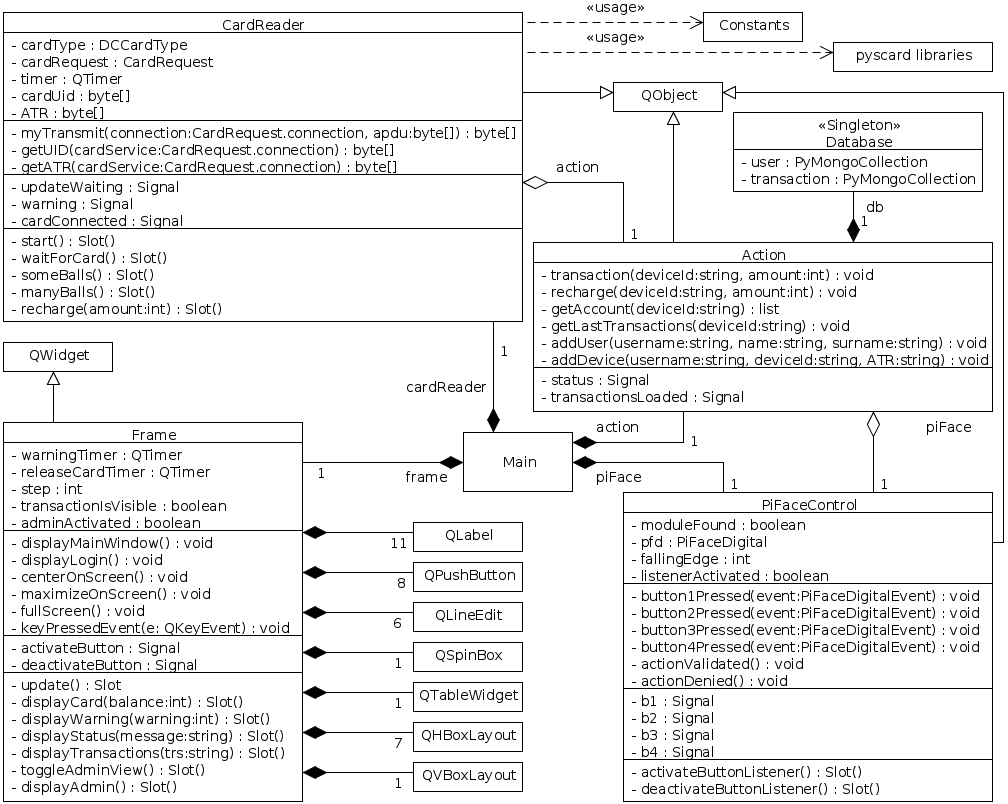 CardReader
- cardType : DCCardType
- cardRequest : CardRequest
- timer : QTimer
- cardUid : byte[]
- ATR : byte[]
- myTransmit(connection:CardRequest.connection, apdu:byte[]) : byte[]
- getUID(cardService:CardRequest.connection) : byte[]
- getATR(cardService:CardRequest.connection) : byte[]
- updateWaiting : Signal
- warning : Signal
- cardConnected : Signal
- start() : Slot()
- waitForCard() : Slot()
- someBalls() : Slot()
- manyBalls() : Slot()
- recharge(amount:int) : Slot()
«usage»
Constants
«usage»
pyscard libraries
QObject
«Singleton»
Database
- user : PyMongoCollection
- transaction : PyMongoCollection
action
1
db
1
Action
- transaction(deviceId:string, amount:int) : void
- recharge(deviceId:string, amount:int) : void
- getAccount(deviceId:string) : list
- getLastTransactions(deviceId:string) : void
- addUser(username:string, name:string, surname:string) : void
- addDevice(username:string, deviceId:string, ATR:string) : void
- status : Signal
- transactionsLoaded : Signal
QWidget
1
cardReader
action
1
piFace
1
Main
1
frame
piFace
1
Frame
- warningTimer : QTimer
- releaseCardTimer : QTimer
- step : int
- transactionIsVisible : boolean
- adminActivated : boolean
- displayMainWindow() : void
- displayLogin() : void
- centerOnScreen() : void
- maximizeOnScreen() : void
- fullScreen() : void
- keyPressedEvent(e: QKeyEvent) : void
- activateButton : Signal
- deactivateButton : Signal
- update() : Slot
- displayCard(balance:int) : Slot()
- displayWarning(warning:int) : Slot()
- displayStatus(message:string) : Slot()
- displayTransactions(trs:string) : Slot()
- toggleAdminView() : Slot()
- displayAdmin() : Slot()
11
QLabel
8
QPushButton
6
QLineEdit
1
QSpinBox
1
QTableWidget
7
QHBoxLayout
1
QVBoxLayout
PiFaceControl
- moduleFound : boolean
- pfd : PiFaceDigital
- fallingEdge : int
- listenerActivated : boolean
- button1Pressed(event:PiFaceDigitalEvent) : void
- button2Pressed(event:PiFaceDigitalEvent) : void
- button3Pressed(event:PiFaceDigitalEvent) : void
- button4Pressed(event:PiFaceDigitalEvent) : void
- actionValidated() : void
- actionDenied() : void
- b1 : Signal
- b2 : Signal
- b3 : Signal
- b4 : Signal
- activateButtonListener() : Slot()
- deactivateButtonListener() : Slot()